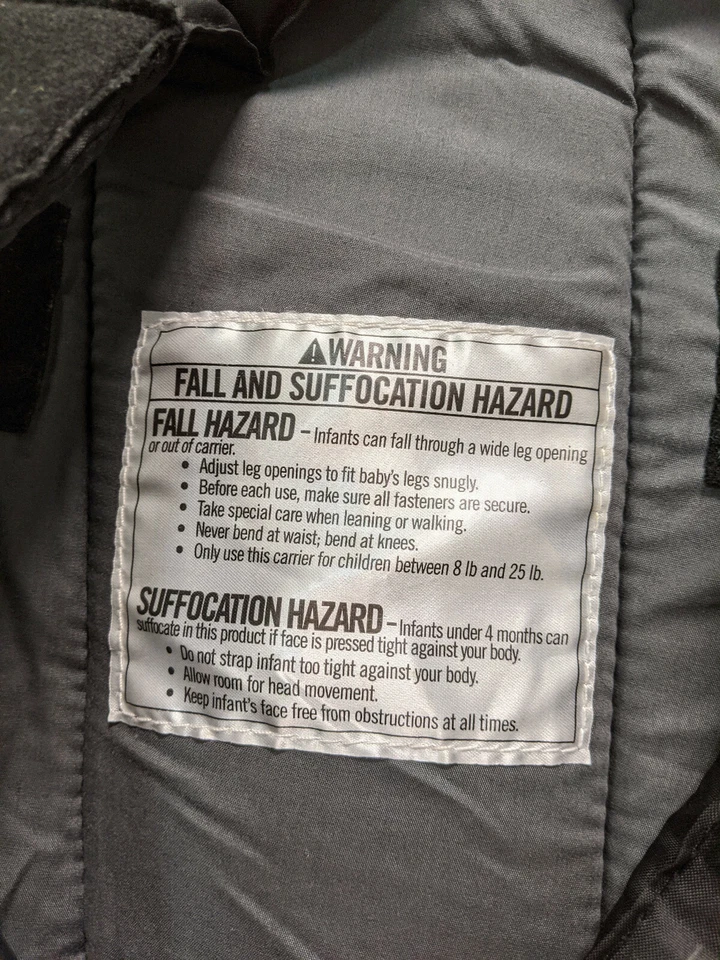 ⚠WARNING
FALL AND SUFFOCATION HAZARD
FALL HAZARD – Infants can fall through a wide leg opening
or out of carrier.
• Adjust leg openings to fit baby's legs snugly.
• Before each use, make sure all fasteners are secure.
• Take special care when leaning or walking.
• Never bend at waist; bend at knees.
• Only use this carrier for children between 8 lb and 25 lb.
SUFFOCATION HAZARD – Infants under 4 months can
suffocate in this product if face is pressed tight against your body.
• Do not strap infant too tight against your body.
• Allow room for head movement.
• Keep infant's face free from obstructions at all times.